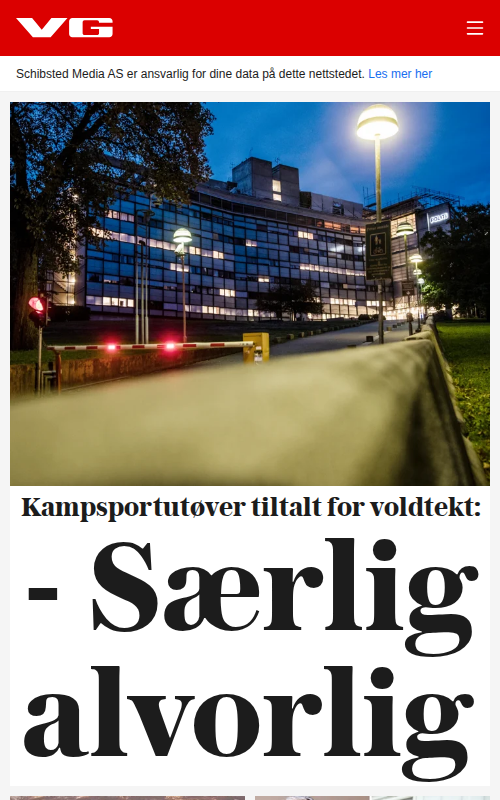 VG
Schibsted Media AS er ansvarlig for dine data på dette nettstedet. Les mer her
Kampsportutøver tiltalt for voldtekt:
- Særlig
alvorlig